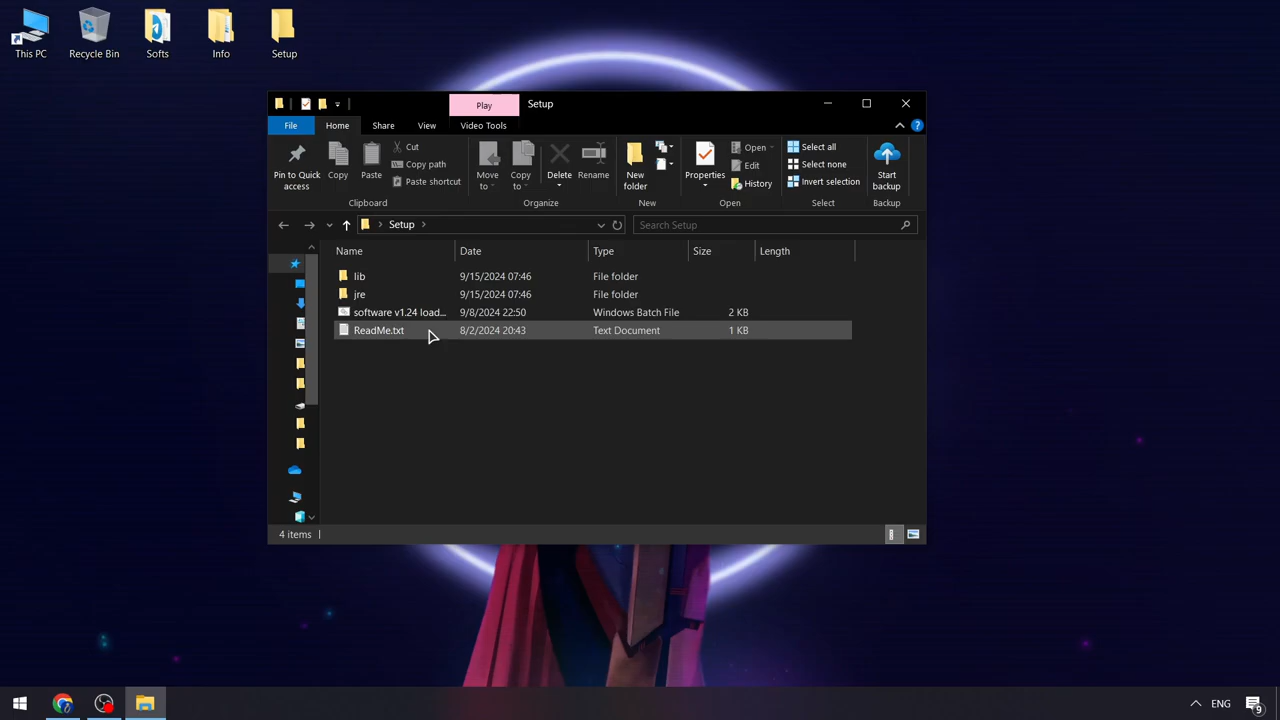 This PC
Recycle Bin
Softs
Info
Setup
Play
Setup
File
Home
Share
View
Video Tools
Pin to Quick access
Copy
Paste
Cut
Copy path
Paste shortcut
Move to
Copy to
Delete
Rename
New folder
Properties
Open
Edit
History
Select all
Select none
Invert selection
Start backup
Clipboard
Organize
New
Open
Select
Backup
Setup
Search Setup
Name
Date
Type
Size
Length
lib 9/15/2024 07:46 File folder
jre 9/15/2024 07:46 File folder
software v1.24 load... 9/8/2024 22:50 Windows Batch File 2 KB
ReadMe.txt 8/2/2024 20:43 Text Document 1 KB
4 items
ENG
9